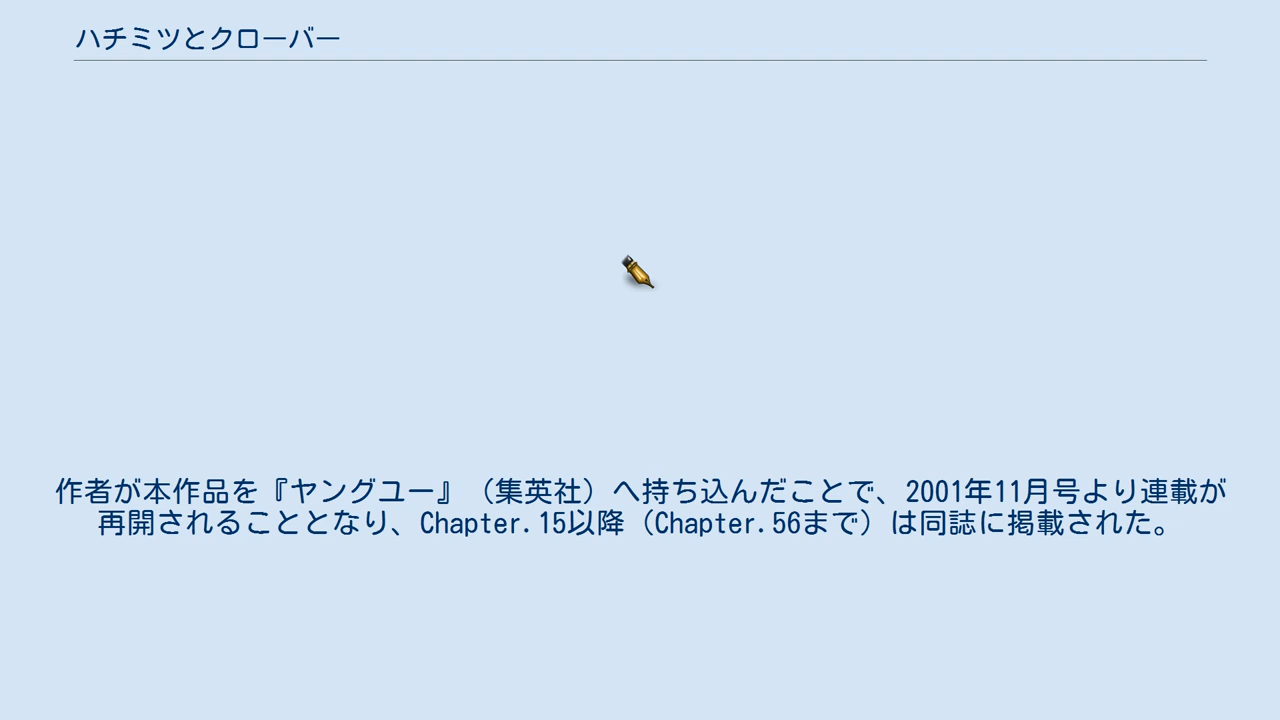 ハチミツとクローバー
作者が本作品を『ヤングユー』（集英社）へ持ち込んだことで、2001年11月号より連載が
再開されることとなり、Chapter.15以降（Chapter.56まで）は同誌に掲載された。